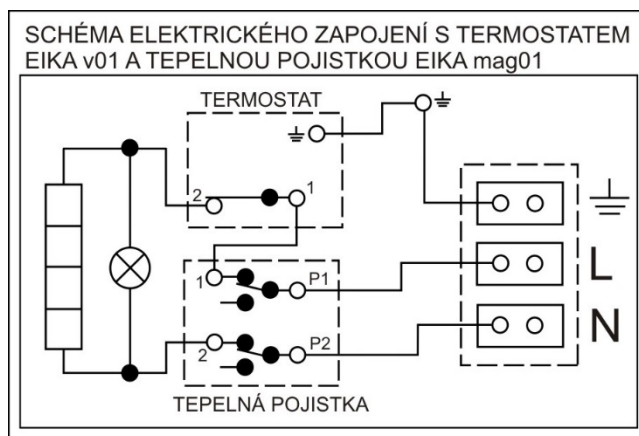 SCHÉMA ELEKTRICKÉHO ZAPOJENÍ S TERMOSTATEM
EIKA v01 A TEPELNOU POJISTKOU EIKA mag01
TERMOSTAT
2 1
L
1 P1
N
2 P2
TEPELNÁ POJISTKA